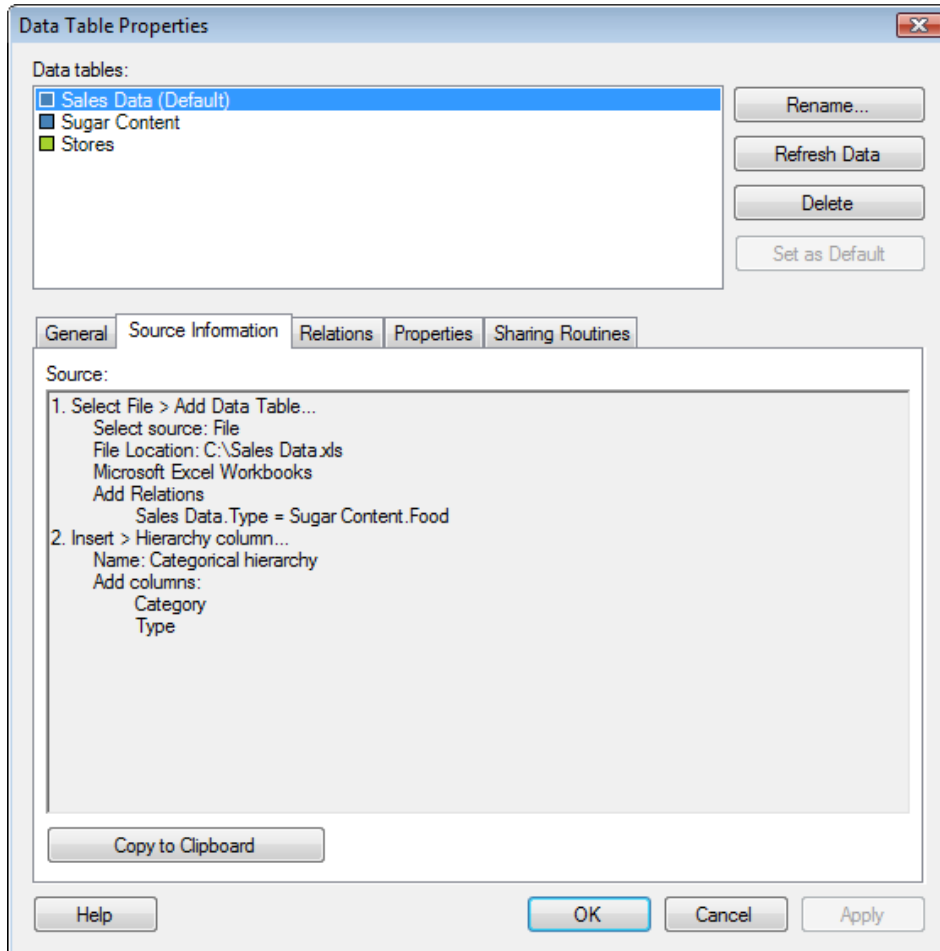 Data Table Properties
Data tables:
Sales Data (Default)
Sugar Content
Stores
Rename...
Refresh Data
Delete
Set as Default
General
Source Information
Relations
Properties
Sharing Routines
Source:
1. Select File > Add Data Table...
Select source: File
File Location: C:\Sales Data.xls
Microsoft Excel Workbooks
Add Relations
Sales Data.Type = Sugar Content.Food
2. Insert > Hierarchy column...
Name: Categorical hierarchy
Add columns:
Category
Type
Copy to Clipboard
Help
OK
Cancel
Apply